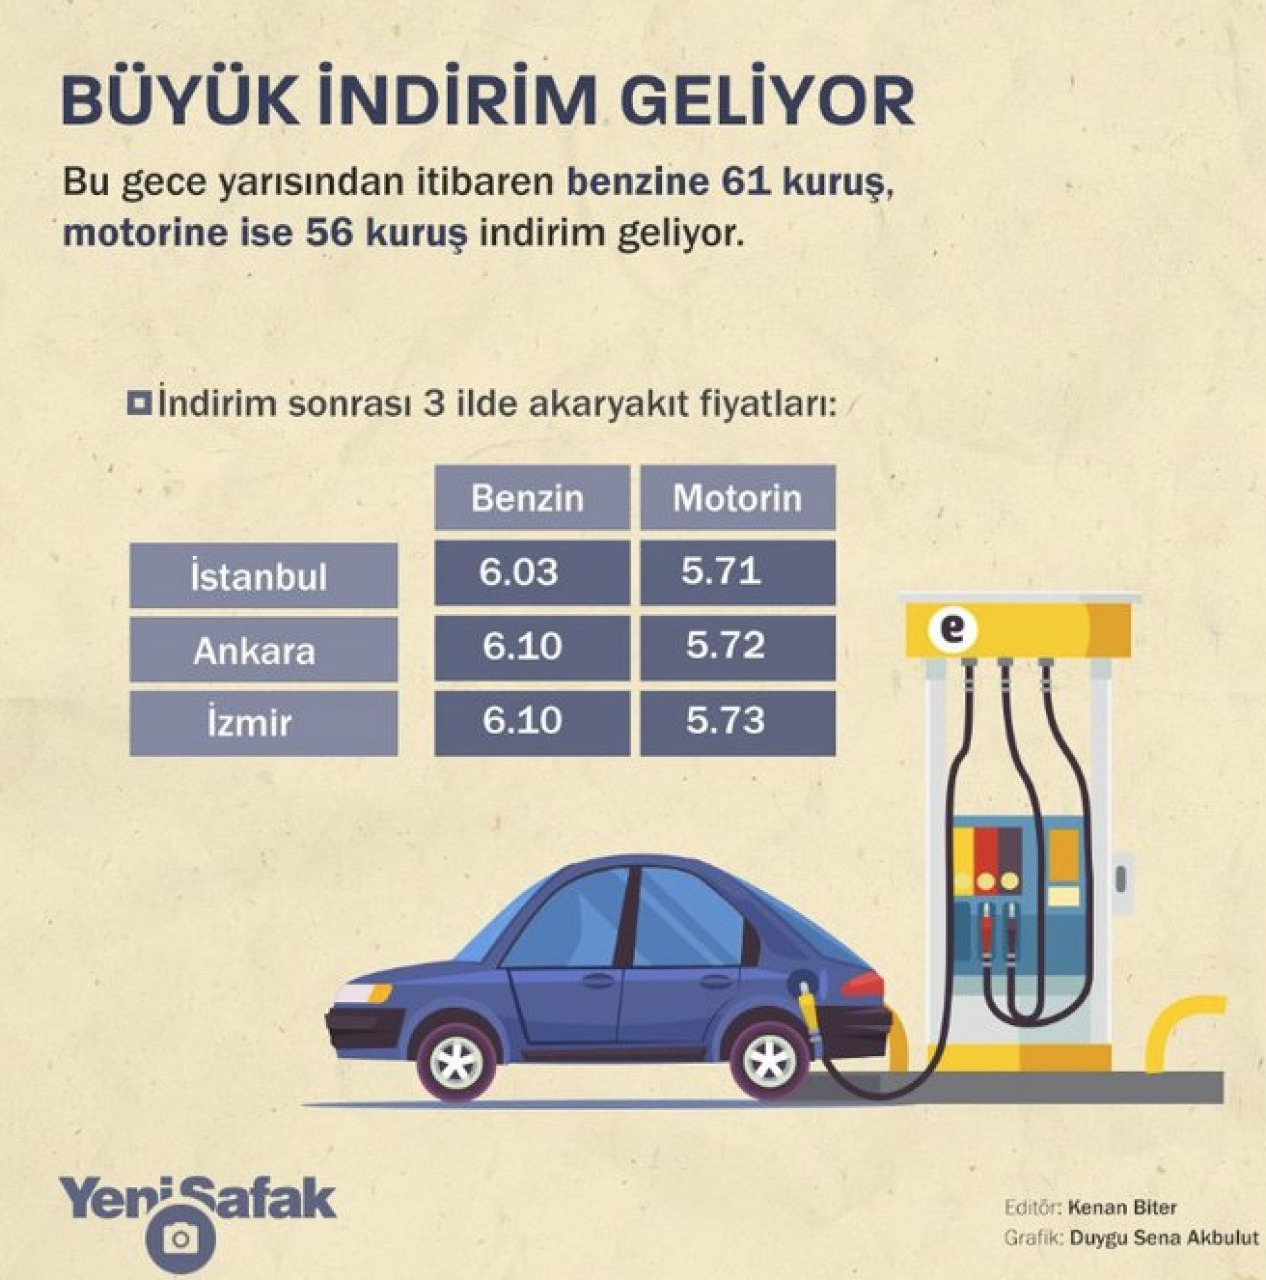 BÜYÜK İNDİRİM GELİYOR
Bu gece yarısından itibaren benzine 61 kuruş,
motorine ise 56 kuruş indirim geliyor.
İndirim sonrası 3 ilde akaryakıt fiyatları:
Benzin Motorin
İstanbul 6.03 5.71
Ankara 6.10 5.72
İzmir 6.10 5.73
e
YeniŞafak
Editör: Kenan Biter
Grafik: Duygu Sena Akbulut